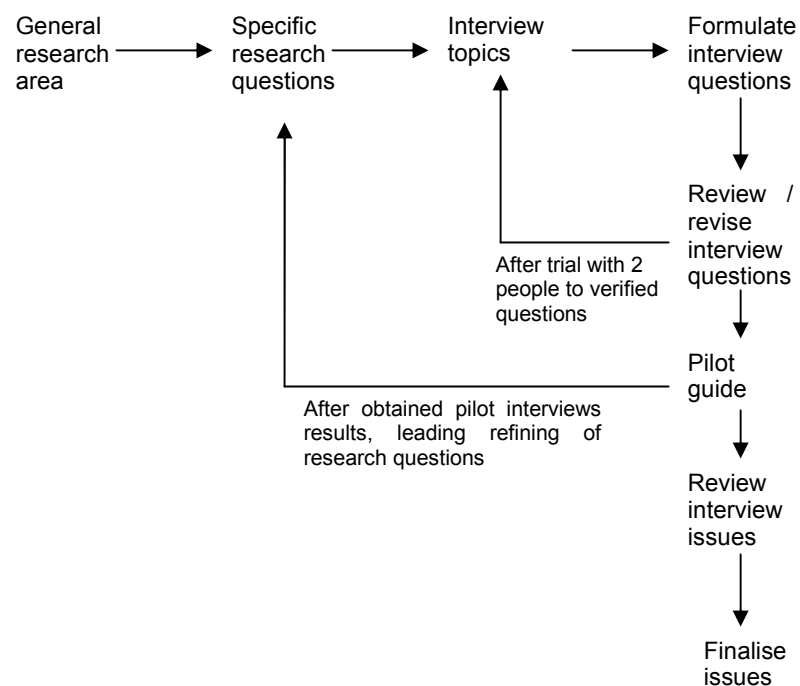 General
research
area
Specific
research
questions
Interview
topics
Formulate
interview
questions
Review /
revise
interview
questions
After trial with 2
people to verified
questions
Pilot
guide
After obtained pilot interviews
results, leading refining of
research questions
Review
interview
issues
Finalise
issues